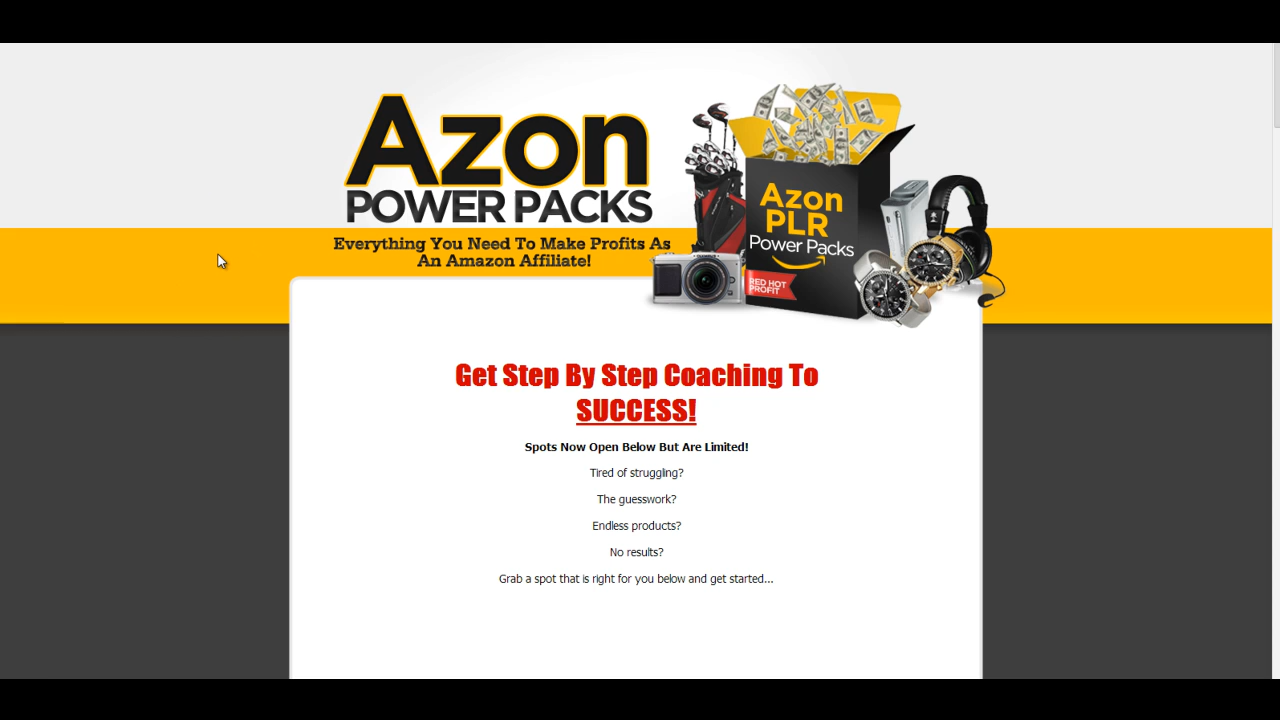 Azon
POWER PACKS
Everything You Need To Make Profits As
An Amazon Affiliate!
Azon
PLR
Power Packs
RED HOT
PROFIT
Get Step By Step Coaching To
SUCCESS!
Spots Now Open Below But Are Limited!
Tired of struggling?
The guesswork?
Endless products?
No results?
Grab a spot that is right for you below and get started...